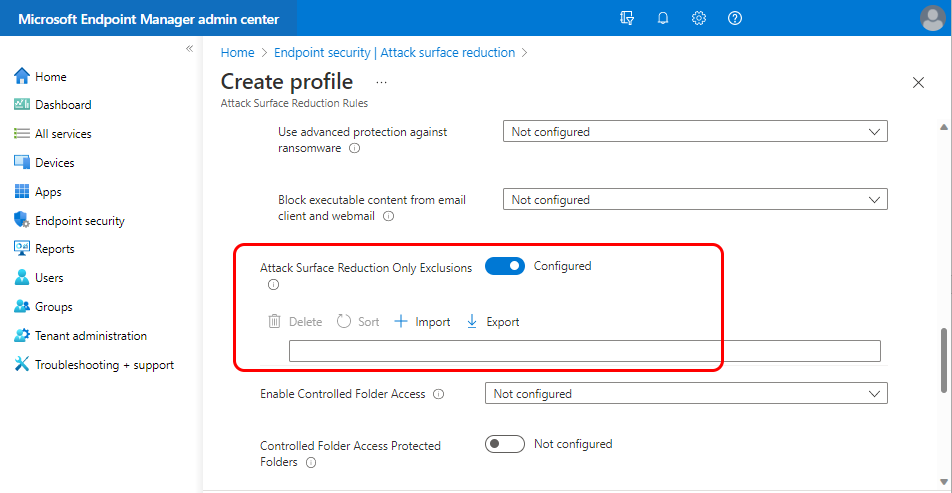 Microsoft Endpoint Manager admin center
«
Home
Dashboard
All services
Devices
Apps
Endpoint security
Reports
Users
Groups
Tenant administration
Troubleshooting + support
Home > Endpoint security | Attack surface reduction >
Create profile ...
Attack Surface Reduction Rules
Use advanced protection against
ransomware
Not configured
Block executable content from email
client and webmail
Not configured
Attack Surface Reduction Only Exclusions
Configured
Delete Sort Import Export
Enable Controlled Folder Access Not configured
Controlled Folder Access Protected
Folders
Not configured